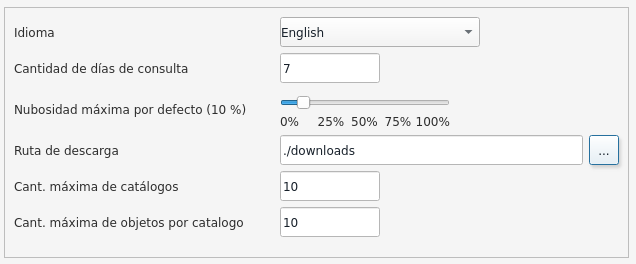 Idioma English
Cantidad de días de consulta 7
Nubosidad máxima por defecto (10 %)
0% 25% 50% 75% 100%
Ruta de descarga ./downloads ...
Cant. máxima de catálogos 10
Cant. máxima de objetos por catalogo 10